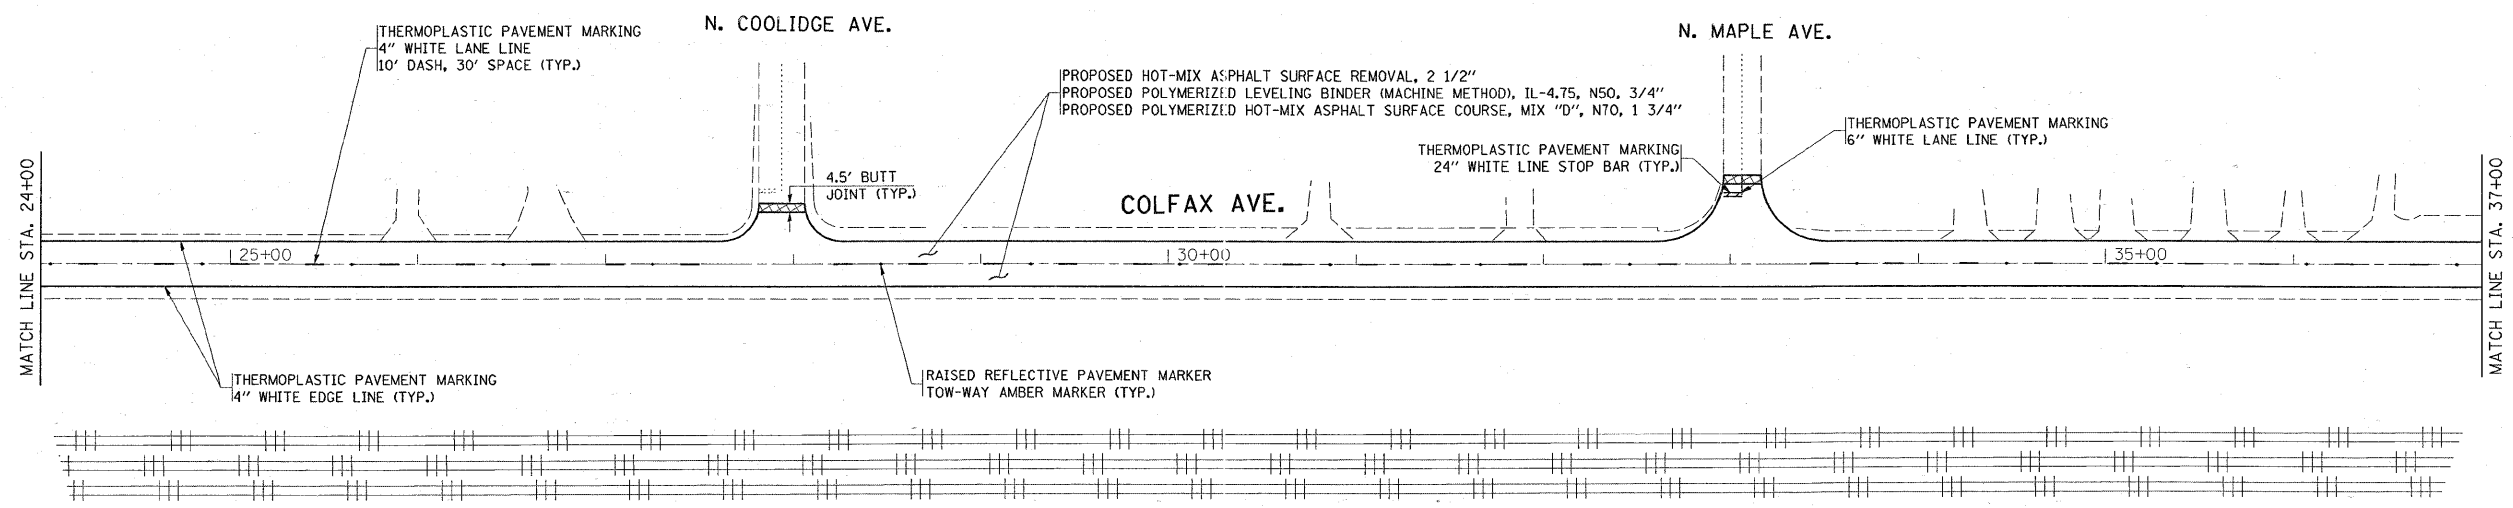 N. COOLIDGE AVE.
N. MAPLE AVE.
THERMOPLASTIC PAVEMENT MARKING
4" WHITE LANE LINE
10' DASH, 30' SPACE (TYP.)
PROPOSED HOT-MIX ASPHALT SURFACE REMOVAL, 2 1/2"
PROPOSED POLYMERIZED LEVELING BINDER (MACHINE METHOD), IL-4.75, N50, 3/4"
PROPOSED POLYMERIZED HOT-MIX ASPHALT SURFACE COURSE, MIX "D", N70, 1 3/4"
THERMOPLASTIC PAVEMENT MARKING
6" WHITE LANE LINE (TYP.)
THERMOPLASTIC PAVEMENT MARKING
24" WHITE LINE STOP BAR (TYP.)
4.5' BUTT
JOINT (TYP.)
COLFAX AVE.
MATCH LINE STA. 24+00
25+00
30+00
35+00
MATCH LINE STA. 37+00
THERMOPLASTIC PAVEMENT MARKING
4" WHITE EDGE LINE (TYP.)
RAISED REFLECTIVE PAVEMENT MARKER
TOW-WAY AMBER MARKER (TYP.)